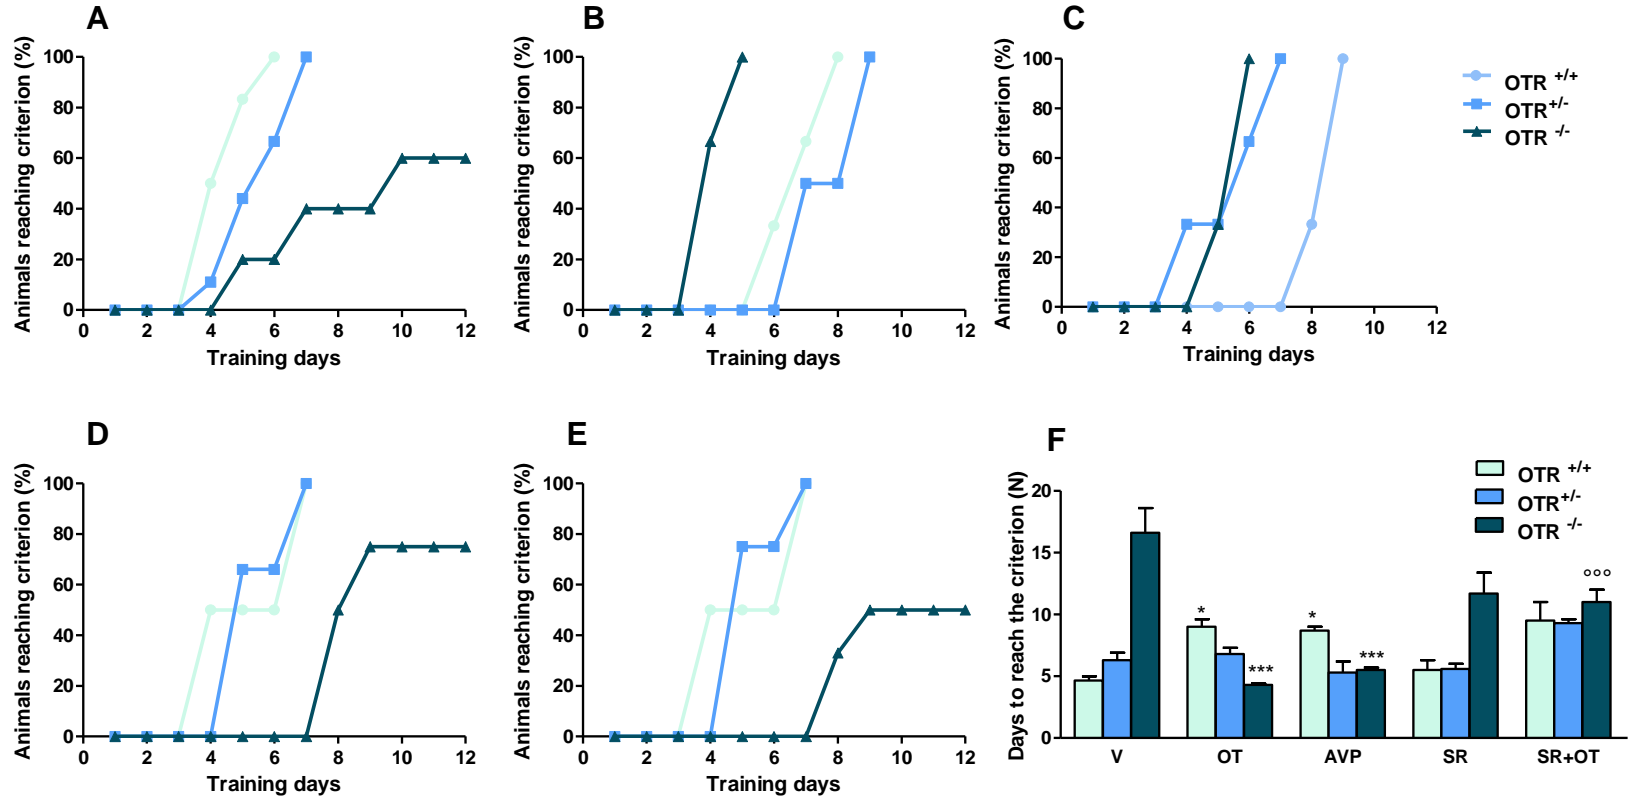 A
Animals reaching criterion (%)
100
80
60
40
20
0
0 2 4 6 8 10 12
Training days
B
Animals reaching criterion (%)
100
80
60
40
20
0
0 2 4 6 8 10 12
Training days
C
Animals reaching criterion (%)
100
80
60
40
20
0
0 2 4 6 8 10 12
Training days
OTR +/+
OTR+/-
OTR -/-
D
Animals reaching criterion (%)
100
80
60
40
20
0
0 2 4 6 8 10 12
Training days
E
Animals reaching criterion (%)
100
80
60
40
20
0
0 2 4 6 8 10 12
Training days
F
OTR +/+
OTR+/-
OTR -/-
Days to reach the criterion (N)
20
15
10
5
0
* *** * *** °°°
V OT AVP SR SR+OT